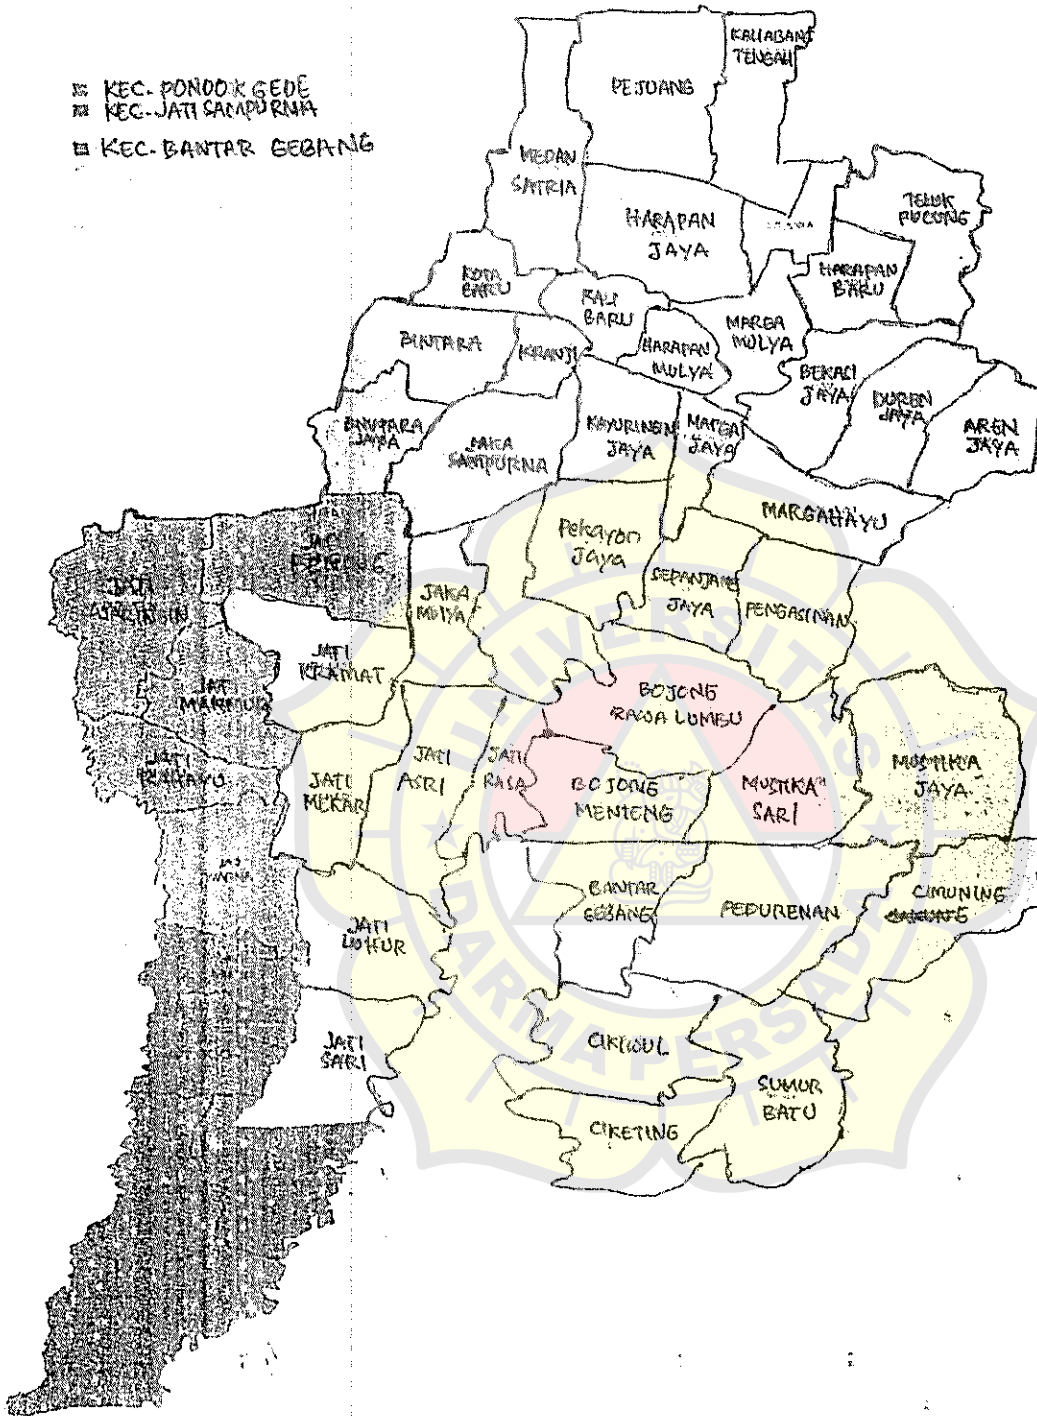 KEC. PONDOK GEDE
KEC. JATI SAMPURNA
KEC. BANTAR GEBANG
KALIABANG
TENGAH
PEJUANG
MEDAN
SATRIA
TELUK
PUCUNG
HARAPAN
JAYA
HARAPAN
BARU
KOTA
BARU
KALI
BARU
MARGA
MULYA
BINTARA
KRANJI
HARAPAN
MULYA
BEKASI
JAYA
DUREN
JAYA
AREN
JAYA
BINTARA
JAYA
JAKA
SAMPURNA
KAYURINGIN
JAYA
MARGA
JAYA
MARGAHAYU
Pekayon
Jaya
JATI
JATI
JAKA
MULYA
SEPANJANG
JAYA
PENGASINAN
JATI
KRAMAT
JATI
MAKMUR
BOJONG
RAWA LUMBU
JATI
ASRI
JATI
RASA
JATI
MEKAR
BOJONG
MENTENG
MUSTIKA
SARI
MUSTIKA
JAYA
BANTAR
GEBANG
PEDURENAN
CIMUNING
JATI
LUHUR
JATI
SARI
CIKIWUL
SUMUR
BATU
CIKETING
UNIVERSITAS
DARMA PERSADA